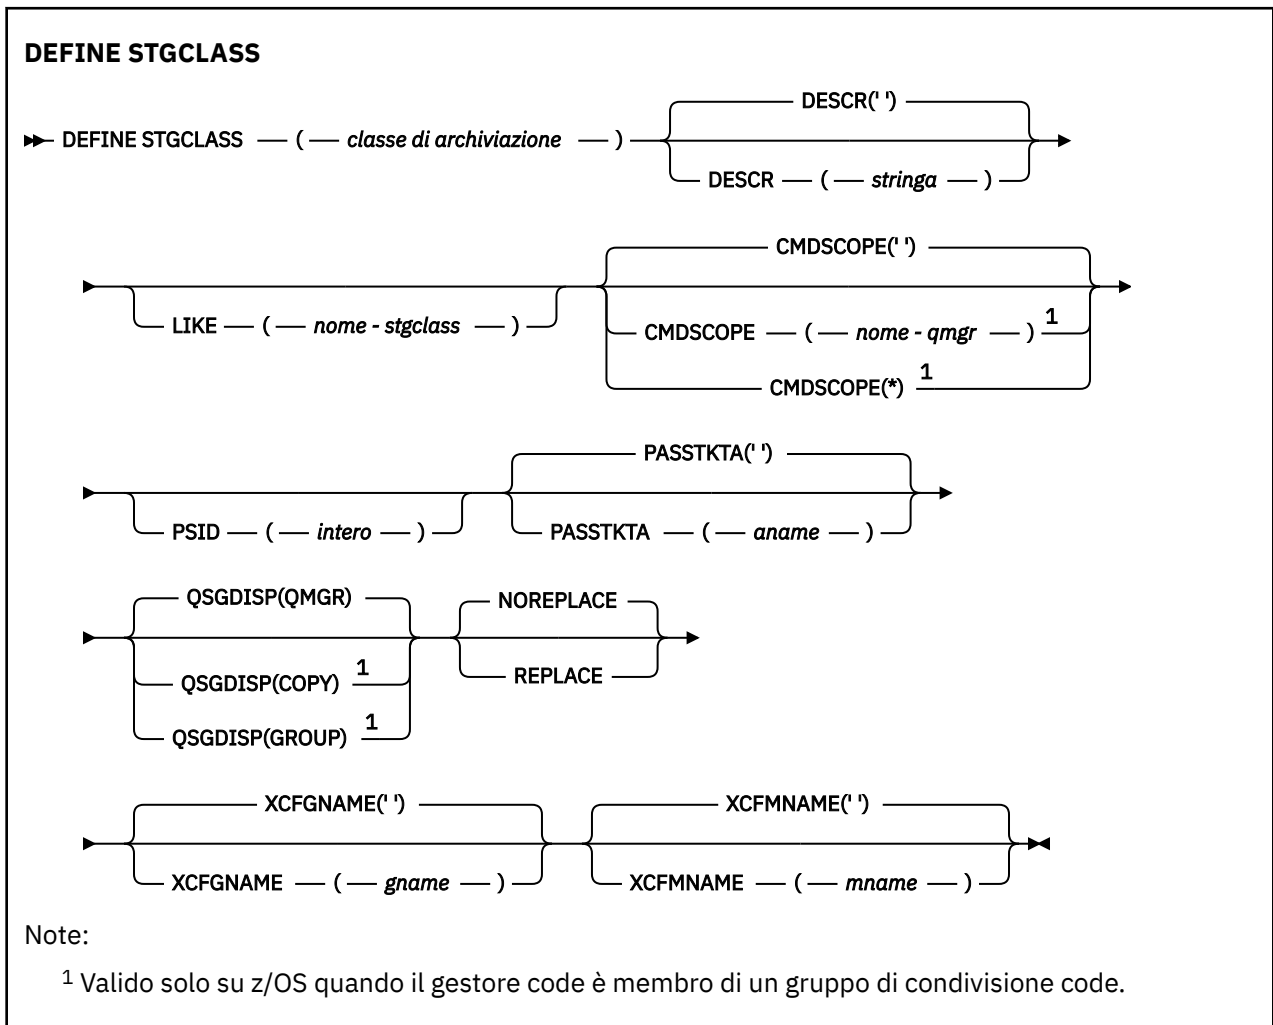 DEFINE STGCLASS
DESCR(' ')
DEFINE STGCLASS ( classe di archiviazione )
DESCR ( stringa )
CMDSCOPE(' ')
LIKE ( nome - stgclass )
CMDSCOPE ( nome - qmgr ) 1
CMDSCOPE(*) 1
PASSTKTA(' ')
PSID ( intero )
PASSTKTA ( aname )
QSGDISP(QMGR)
NOREPLACE
QSGDISP(COPY) 1
REPLACE
QSGDISP(GROUP) 1
XCFGNAME(' ')
XCFMNAME(' ')
XCFGNAME ( gname )
XCFMNAME ( mname )
Note:
1 Valido solo su z/OS quando il gestore code è membro di un gruppo di condivisione code.